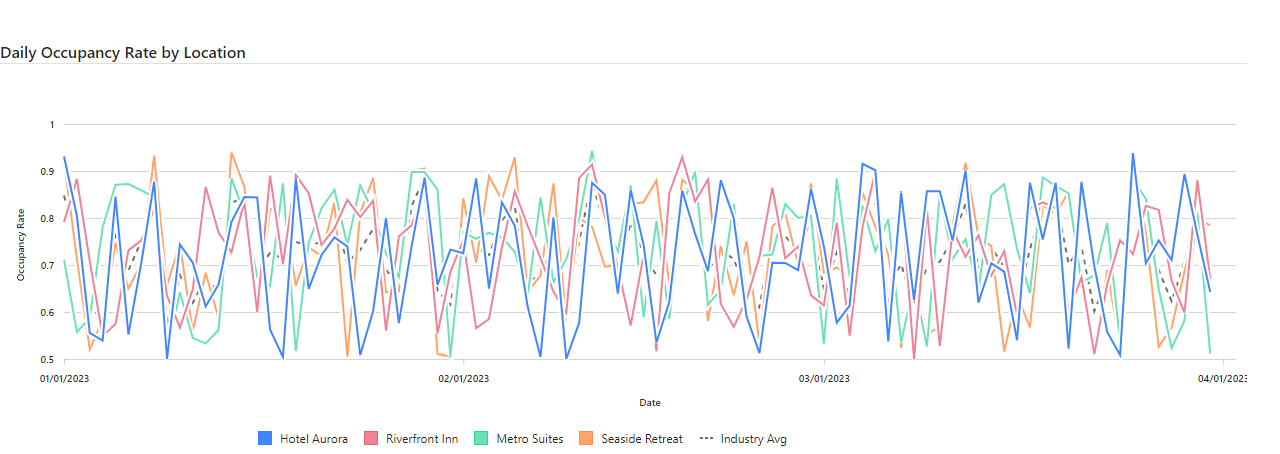 Daily Occupancy Rate by Location
1
0.9
0.8
0.7
0.6
0.5
Occupancy Rate
01/01/2023 02/01/2023 03/01/2023 04/01/2023
Date
Hotel Aurora Riverfront Inn Metro Suites Seaside Retreat Industry Avg